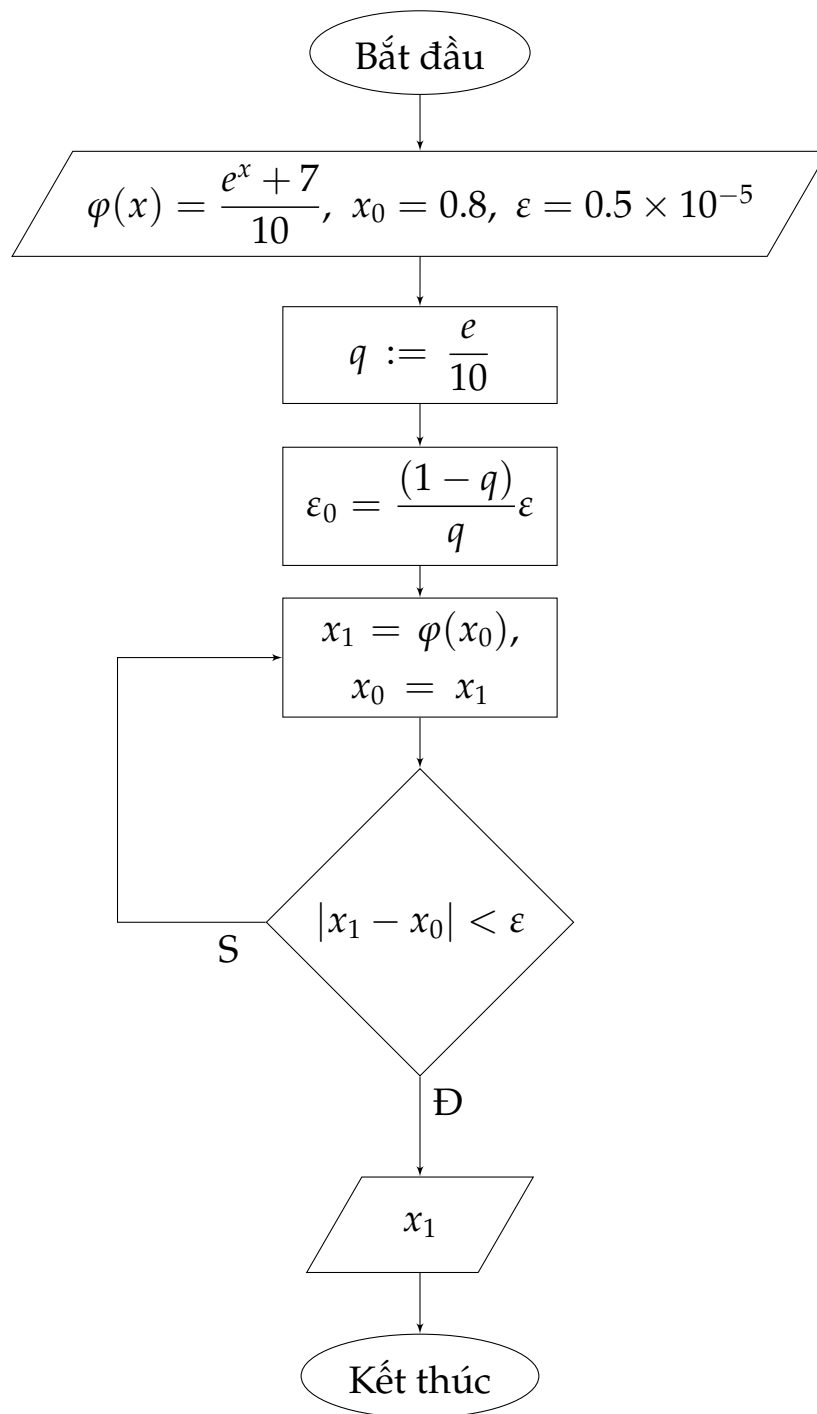 Bắt đầu
φ(x) = (e^x + 7)/10, x₀ = 0.8, ε = 0.5 × 10⁻⁵
q := e/10
ε₀ = (1 − q)/q ε
x₁ = φ(x₀),
x₀ = x₁
|x₁ − x₀| < ε
S
Đ
x₁
Kết thúc